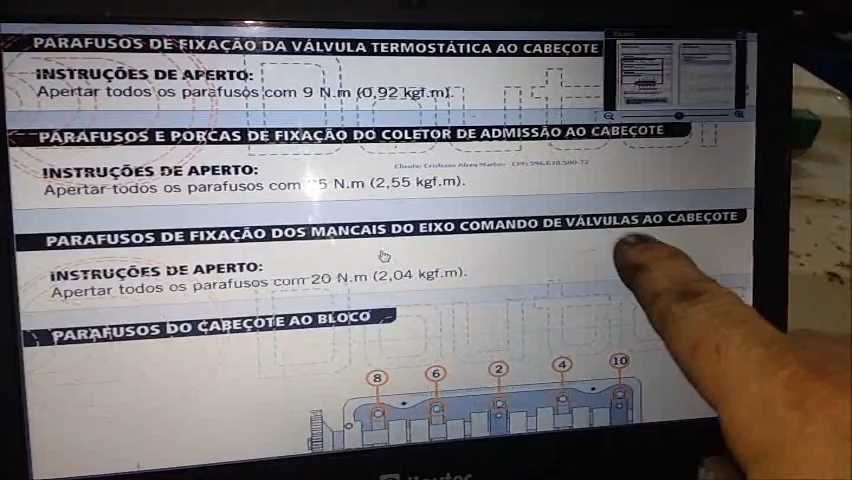 PARAFUSOS DE FIXAÇÃO DA VÁLVULA TERMOSTÁTICA AO CABEÇOTE
INSTRUÇÕES DE APERTO:
Apertar todos os parafusos com 9 N.m (0,92 kgf.m).
PARAFUSOS E PORCAS DE FIXAÇÃO DO COLETOR DE ADMISSÃO AO CABEÇOTE
INSTRUÇÕES DE APERTO:
Apertar todos os parafusos com 5 N.m (2,55 kgf.m).
PARAFUSOS DE FIXAÇÃO DOS MANCAIS DO EIXO COMANDO DE VÁLVULAS AO CABEÇOTE
INSTRUÇÕES DE APERTO:
Apertar todos os parafusos com 20 N.m (2,04 kgf.m).
PARAFUSOS DO CABEÇOTE AO BLOCO
8 6 2 4 10